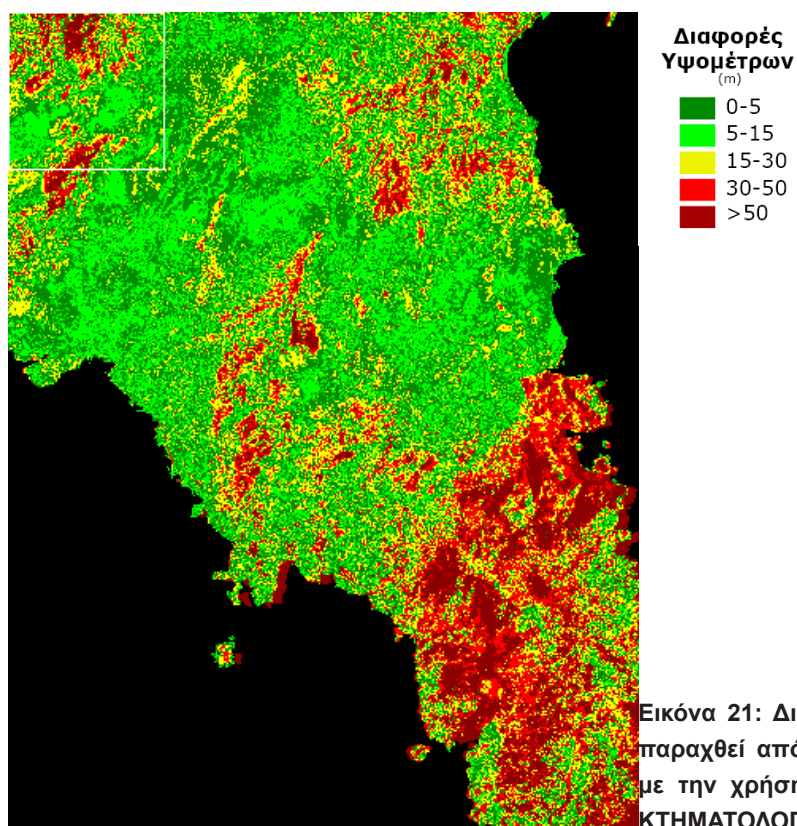 Διαφορές
Υψομέτρων
(m)
0-5
5-15
15-30
30-50
>50
Εικόνα 21:
παραχθεί
με την